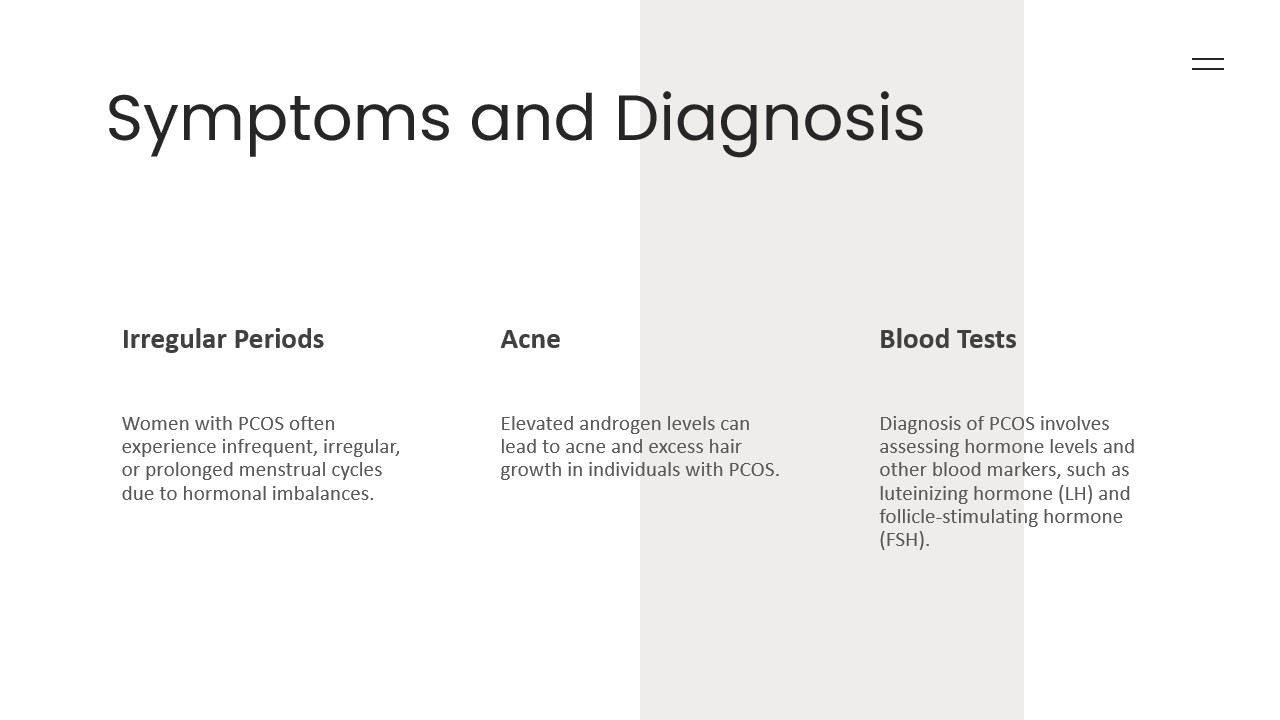 Symptoms and Diagnosis
Irregular Periods
Women with PCOS often
experience infrequent, irregular,
or prolonged menstrual cycles
due to hormonal imbalances.
Acne
Elevated androgen levels can
lead to acne and excess hair
growth in individuals with PCOS.
Blood Tests
Diagnosis of PCOS involves
assessing hormone levels and
other blood markers, such as
luteinizing hormone (LH) and
follicle-stimulating hormone
(FSH).